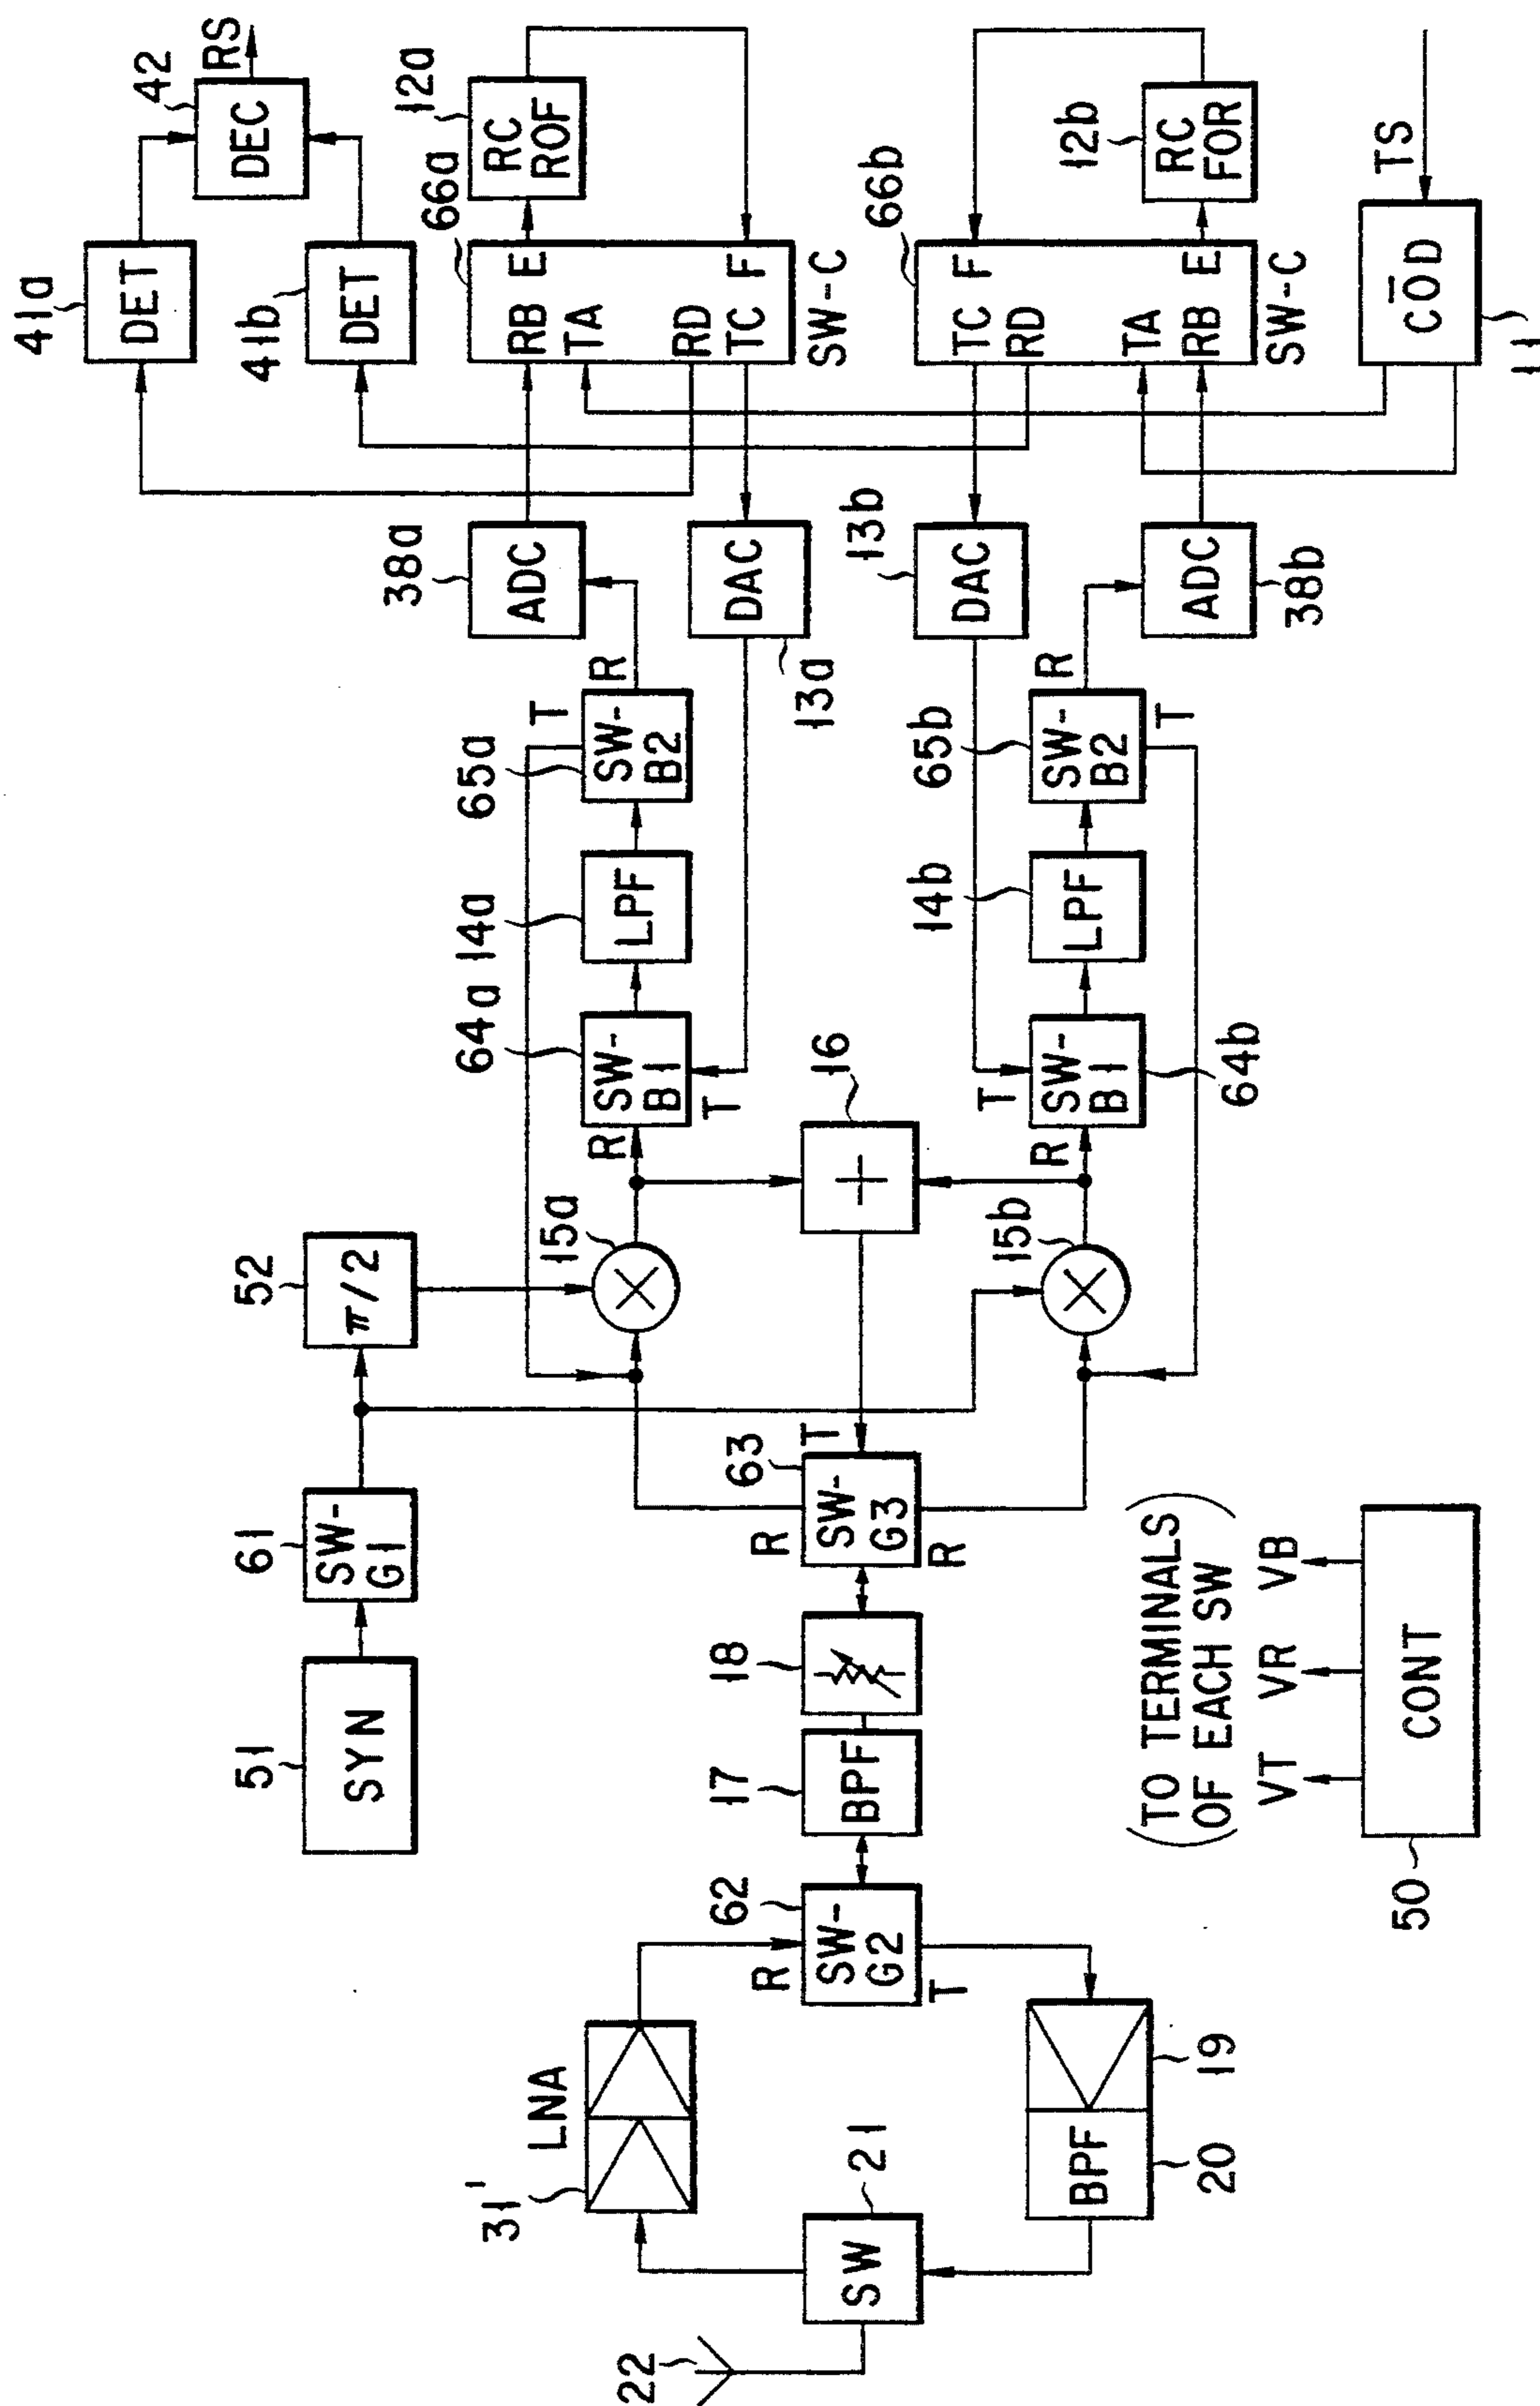 41a
DET
42
DEC
RS
41b
DET
66a
RB E
TA
RD
TC F
SW-C
12a
RC
ROF
66b
TC F
RD
TA
RB E
SW-C
12b
RC
FOR
TS
COD
11
38a
ADC
DAC
13a
13b
DAC
ADC
38b
65a
T
SW-
B2
R
14a
LPF
64a
SW-
B1
R
T
65b
SW-
B2
R
T
14b
LPF
64b
SW-
B1
R
T
16
+
15a
15b
52
π/2
61
SW-
G1
51
SYN
63
SW-
G3
T
R
R
18
17
BPF
62
SW-
G2
R
T
LNA
31'
19
BPF
20
21
SW
22
(TO TERMINALS
OF EACH SW)
VT VR VB
CONT
50